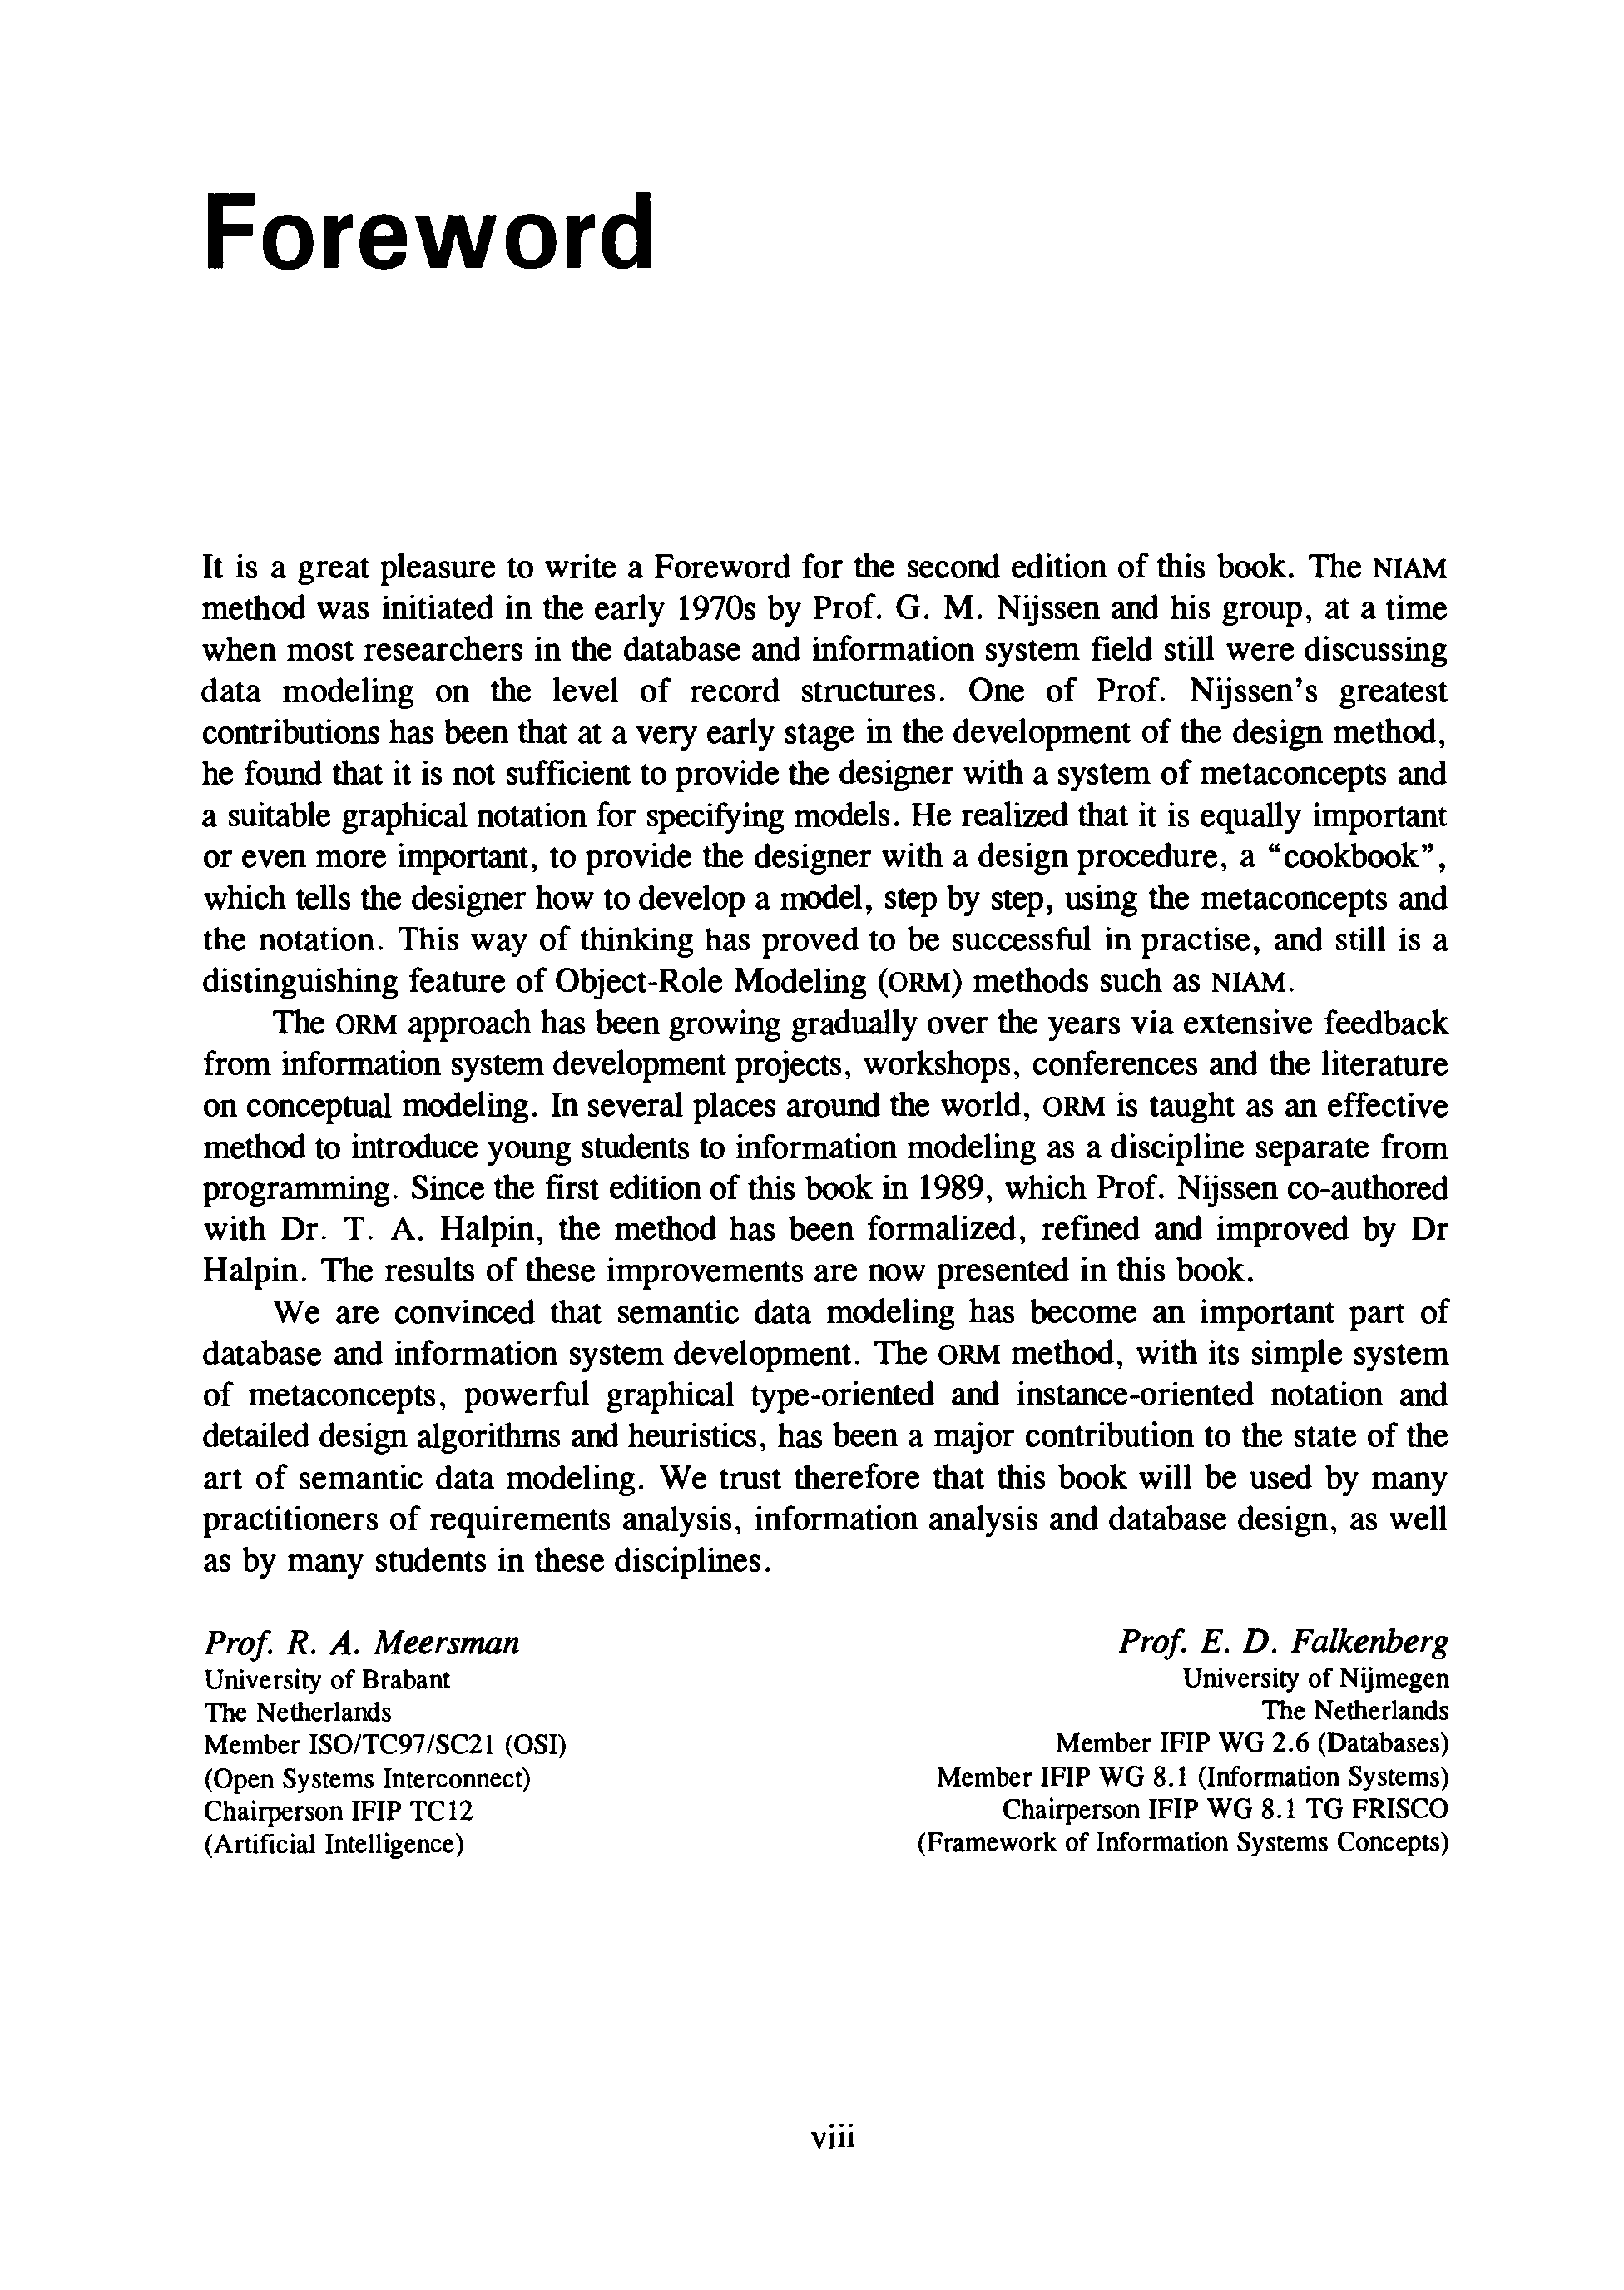 Foreword
It is a great pleasure to write a Foreword for the second edition of this book. The NIAM
method was initiated in the early 1970s by Prof. G. M. Nijssen and his group, at a time
when most researchers in the database and information system field still were discussing
data modeling on the level of record structures. One of Prof. Nijssen's greatest
contributions has been that at a very early stage in the development of the design method,
he found that it is not sufficient to provide the designer with a system of metaconcepts and
a suitable graphical notation for specifying models. He realized that it is equally important
or even more important, to provide the designer with a design procedure, a “cookbook”,
which tells the designer how to develop a model, step by step, using the metaconcepts and
the notation. This way of thinking has proved to be successful in practise, and still is a
distinguishing feature of Object-Role Modeling (ORM) methods such as NIAM.
The ORM approach has been growing gradually over the years via extensive feedback
from information system development projects, workshops, conferences and the literature
on conceptual modeling. In several places around the world, ORM is taught as an effective
method to introduce young students to information modeling as a discipline separate from
programming. Since the first edition of this book in 1989, which Prof. Nijssen co-authored
with Dr. T. A. Halpin, the method has been formalized, refined and improved by Dr
Halpin. The results of these improvements are now presented in this book.
We are convinced that semantic data modeling has become an important part of
database and information system development. The ORM method, with its simple system
of metaconcepts, powerful graphical type-oriented and instance-oriented notation and
detailed design algorithms and heuristics, has been a major contribution to the state of the
art of semantic data modeling. We trust therefore that this book will be used by many
practitioners of requirements analysis, information analysis and database design, as well
as by many students in these disciplines.
Prof. R. A. Meersman
University of Brabant
The Netherlands
Member ISO/TC97/SC21 (OSI)
(Open Systems Interconnect)
Chairperson IFIP TC12
(Artificial Intelligence)
Prof. E. D. Falkenberg
University of Nijmegen
The Netherlands
Member IFIP WG 2.6 (Databases)
Member IFIP WG 8.1 (Information Systems)
Chairperson IFIP WG 8.1 TG FRISCO
(Framework of Information Systems Concepts)
viii